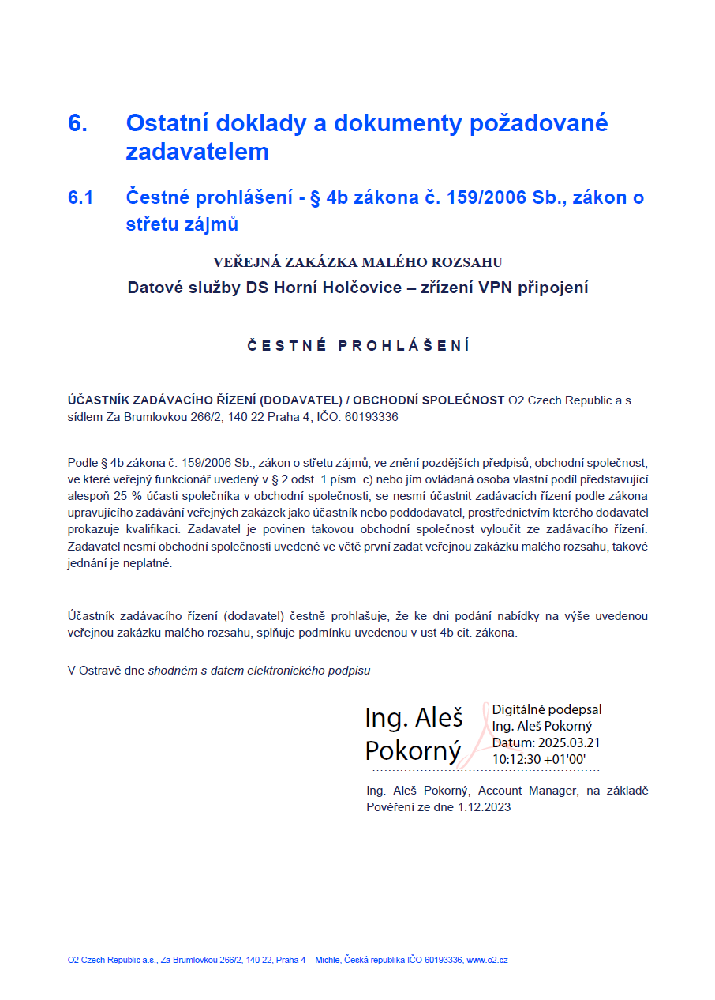 6. Ostatní doklady a dokumenty požadované
zadavatelem
6.1 Čestné prohlášení - § 4b zákona č. 159/2006 Sb., zákon o
střetu zájmů
VEŘEJNÁ ZAKÁZKA MALÉHO ROZSAHU
Datové služby DS Horní Holčovice – zřízení VPN připojení
ČESTNÉ PROHLÁŠENÍ
ÚČASTNÍK ZADÁVACÍHO ŘÍZENÍ (DODAVATEL) / OBCHODNÍ SPOLEČNOST O2 Czech Republic a.s.
sídlem Za Brumlovkou 266/2, 140 22 Praha 4, IČO: 60193336
Podle § 4b zákona č. 159/2006 Sb., zákon o střetu zájmů, ve znění pozdějších předpisů, obchodní společnost,
ve které veřejný funkcionář uvedený v § 2 odst. 1 písm. c) nebo jím ovládaná osoba vlastní podíl představující
alespoň 25 % účasti společníka v obchodní společnosti, se nesmí účastnit zadávacích řízení podle zákona
upravujícího zadávání veřejných zakázek jako účastník nebo poddodavatel, prostřednictvím kterého dodavatel
prokazuje kvalifikaci. Zadavatel je povinen takovou obchodní společnost vyloučit ze zadávacího řízení.
Zadavatel nesmí obchodní společnosti uvedené ve větě první zadat veřejnou zakázku malého rozsahu, takové
jednání je neplatné.
Účastník zadávacího řízení (dodavatel) čestně prohlašuje, že ke dni podání nabídky na výše uvedenou
veřejnou zakázku malého rozsahu, splňuje podmínku uvedenou v ust 4b cit. zákona.
V Ostravě dne shodném s datem elektronického podpisu
Ing. Aleš
Pokorný
Digitálně podepsal
Ing. Aleš Pokorný
Datum: 2025.03.21
10:12:30 +01'00'
Ing. Aleš Pokorný, Account Manager, na základě
Pověření ze dne 1.12.2023
O2 Czech Republic a.s., Za Brumlovkou 266/2, 140 22, Praha 4 – Michle, Česká republika IČO 60193336, www.o2.cz